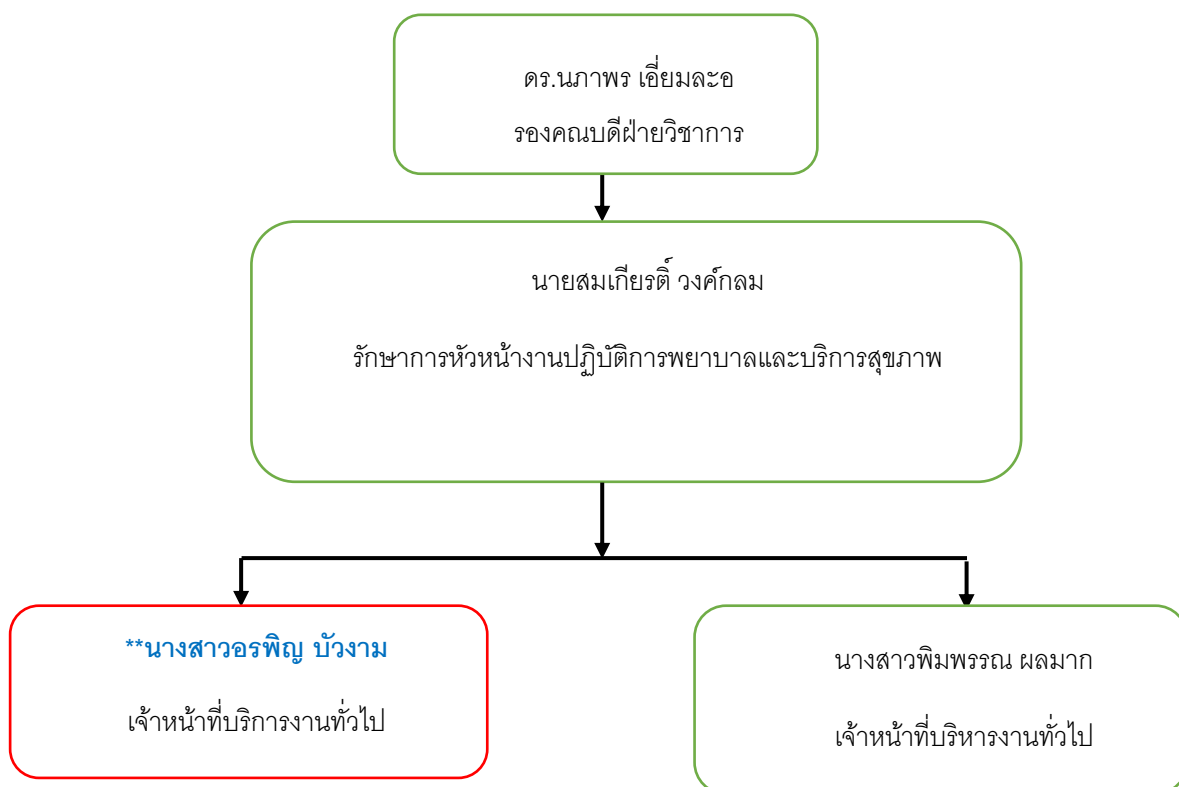 ดร.นภาพร เอี่ยมละอ
รองคณบดีฝ่ายวิชาการ
นายสมเกียรติ์ วงค์กลม
รักษาการหัวหน้างานปฏิบัติการพยาบาลและบริการสุขภาพ
**นางสาวอรพิญ บัวงาม
เจ้าหน้าที่บริการงานทั่วไป
นางสาวพิมพรรณ ผลมาก
เจ้าหน้าที่บริหารงานทั่วไป